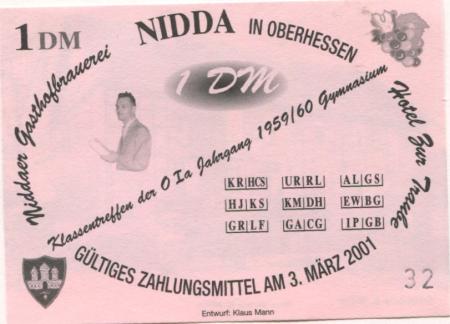 1 DM
NIDDA IN OBERHESSEN
Niddaer Gasthofbrauerei
1 DM
Hotel Zur Traube
Klassentreffen der O Ia Jahrgang 1959/60 Gymnasium
KR|HCS UR|RL AL|GS
HJ|KS KM|DH EW|BG
GR|LF GA|CG IP|GB
GÜLTIGES ZAHLUNGSMITTEL AM 3. MÄRZ 2001
32
Entwurf: Klaus Mann